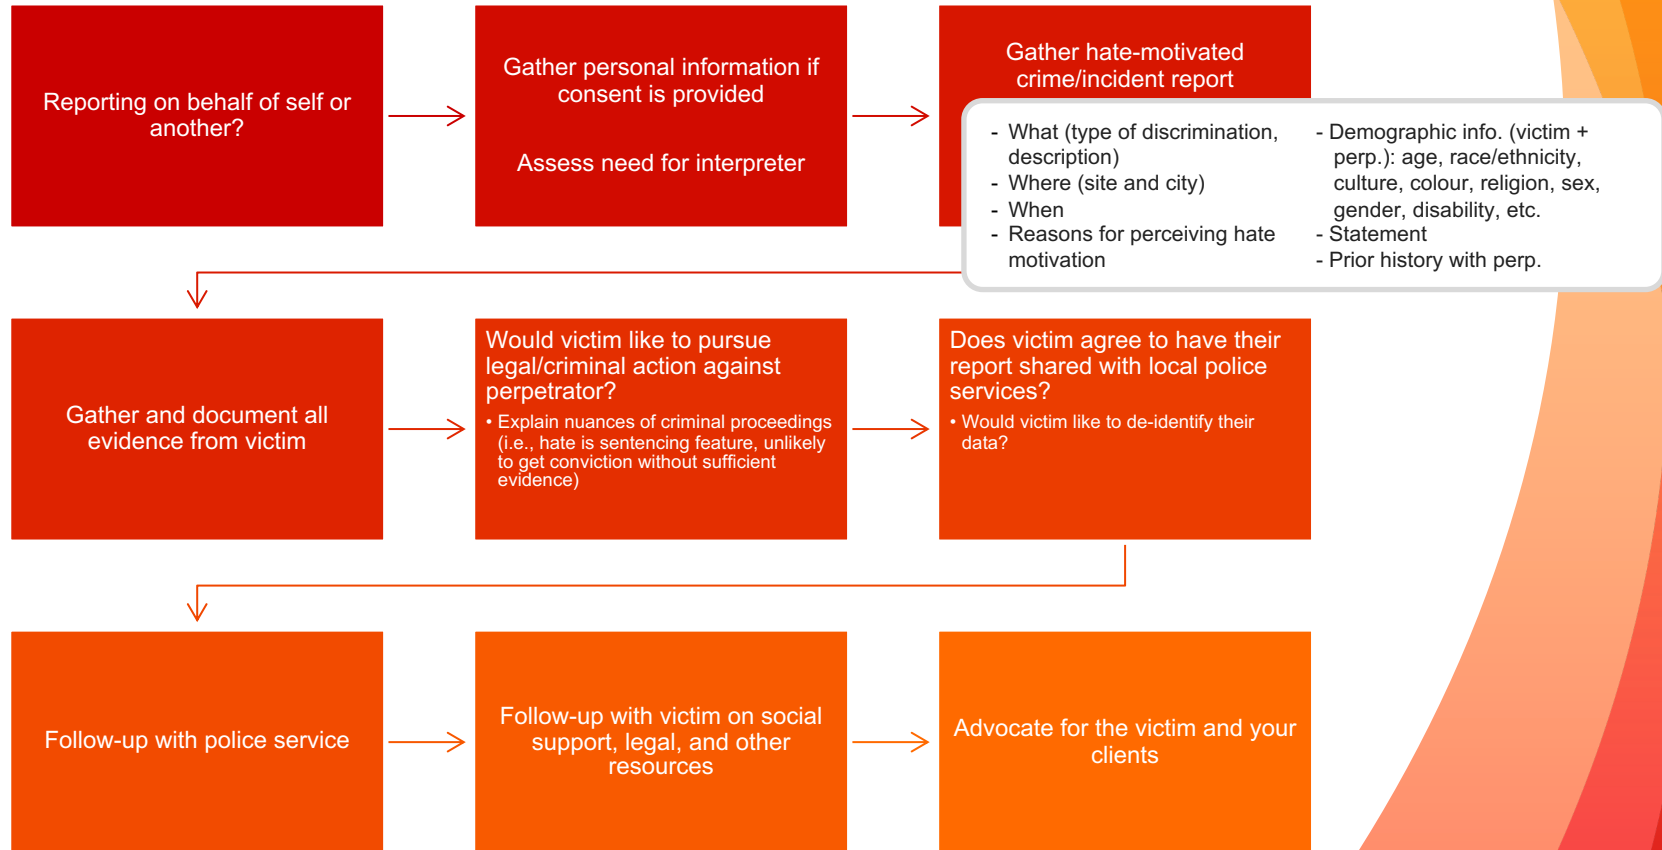 Reporting on behalf of self or
another?
Gather personal information if
consent is provided
Assess need for interpreter
Gather hate-motivated
crime/incident report
- What (type of discrimination,
description)
- Where (site and city)
- When
- Reasons for perceiving hate
motivation
- Demographic info. (victim +
perp.): age, race/ethnicity,
culture, colour, religion, sex,
gender, disability, etc.
- Statement
- Prior history with perp.
Gather and document all
evidence from victim
Would victim like to pursue
legal/criminal action against
perpetrator?
• Explain nuances of criminal proceedings
(i.e., hate is sentencing feature, unlikely
to get conviction without sufficient
evidence)
Does victim agree to have their
report shared with local police
services?
• Would victim like to de-identify their
data?
Follow-up with police service
Follow-up with victim on social
support, legal, and other
resources
Advocate for the victim and your
clients